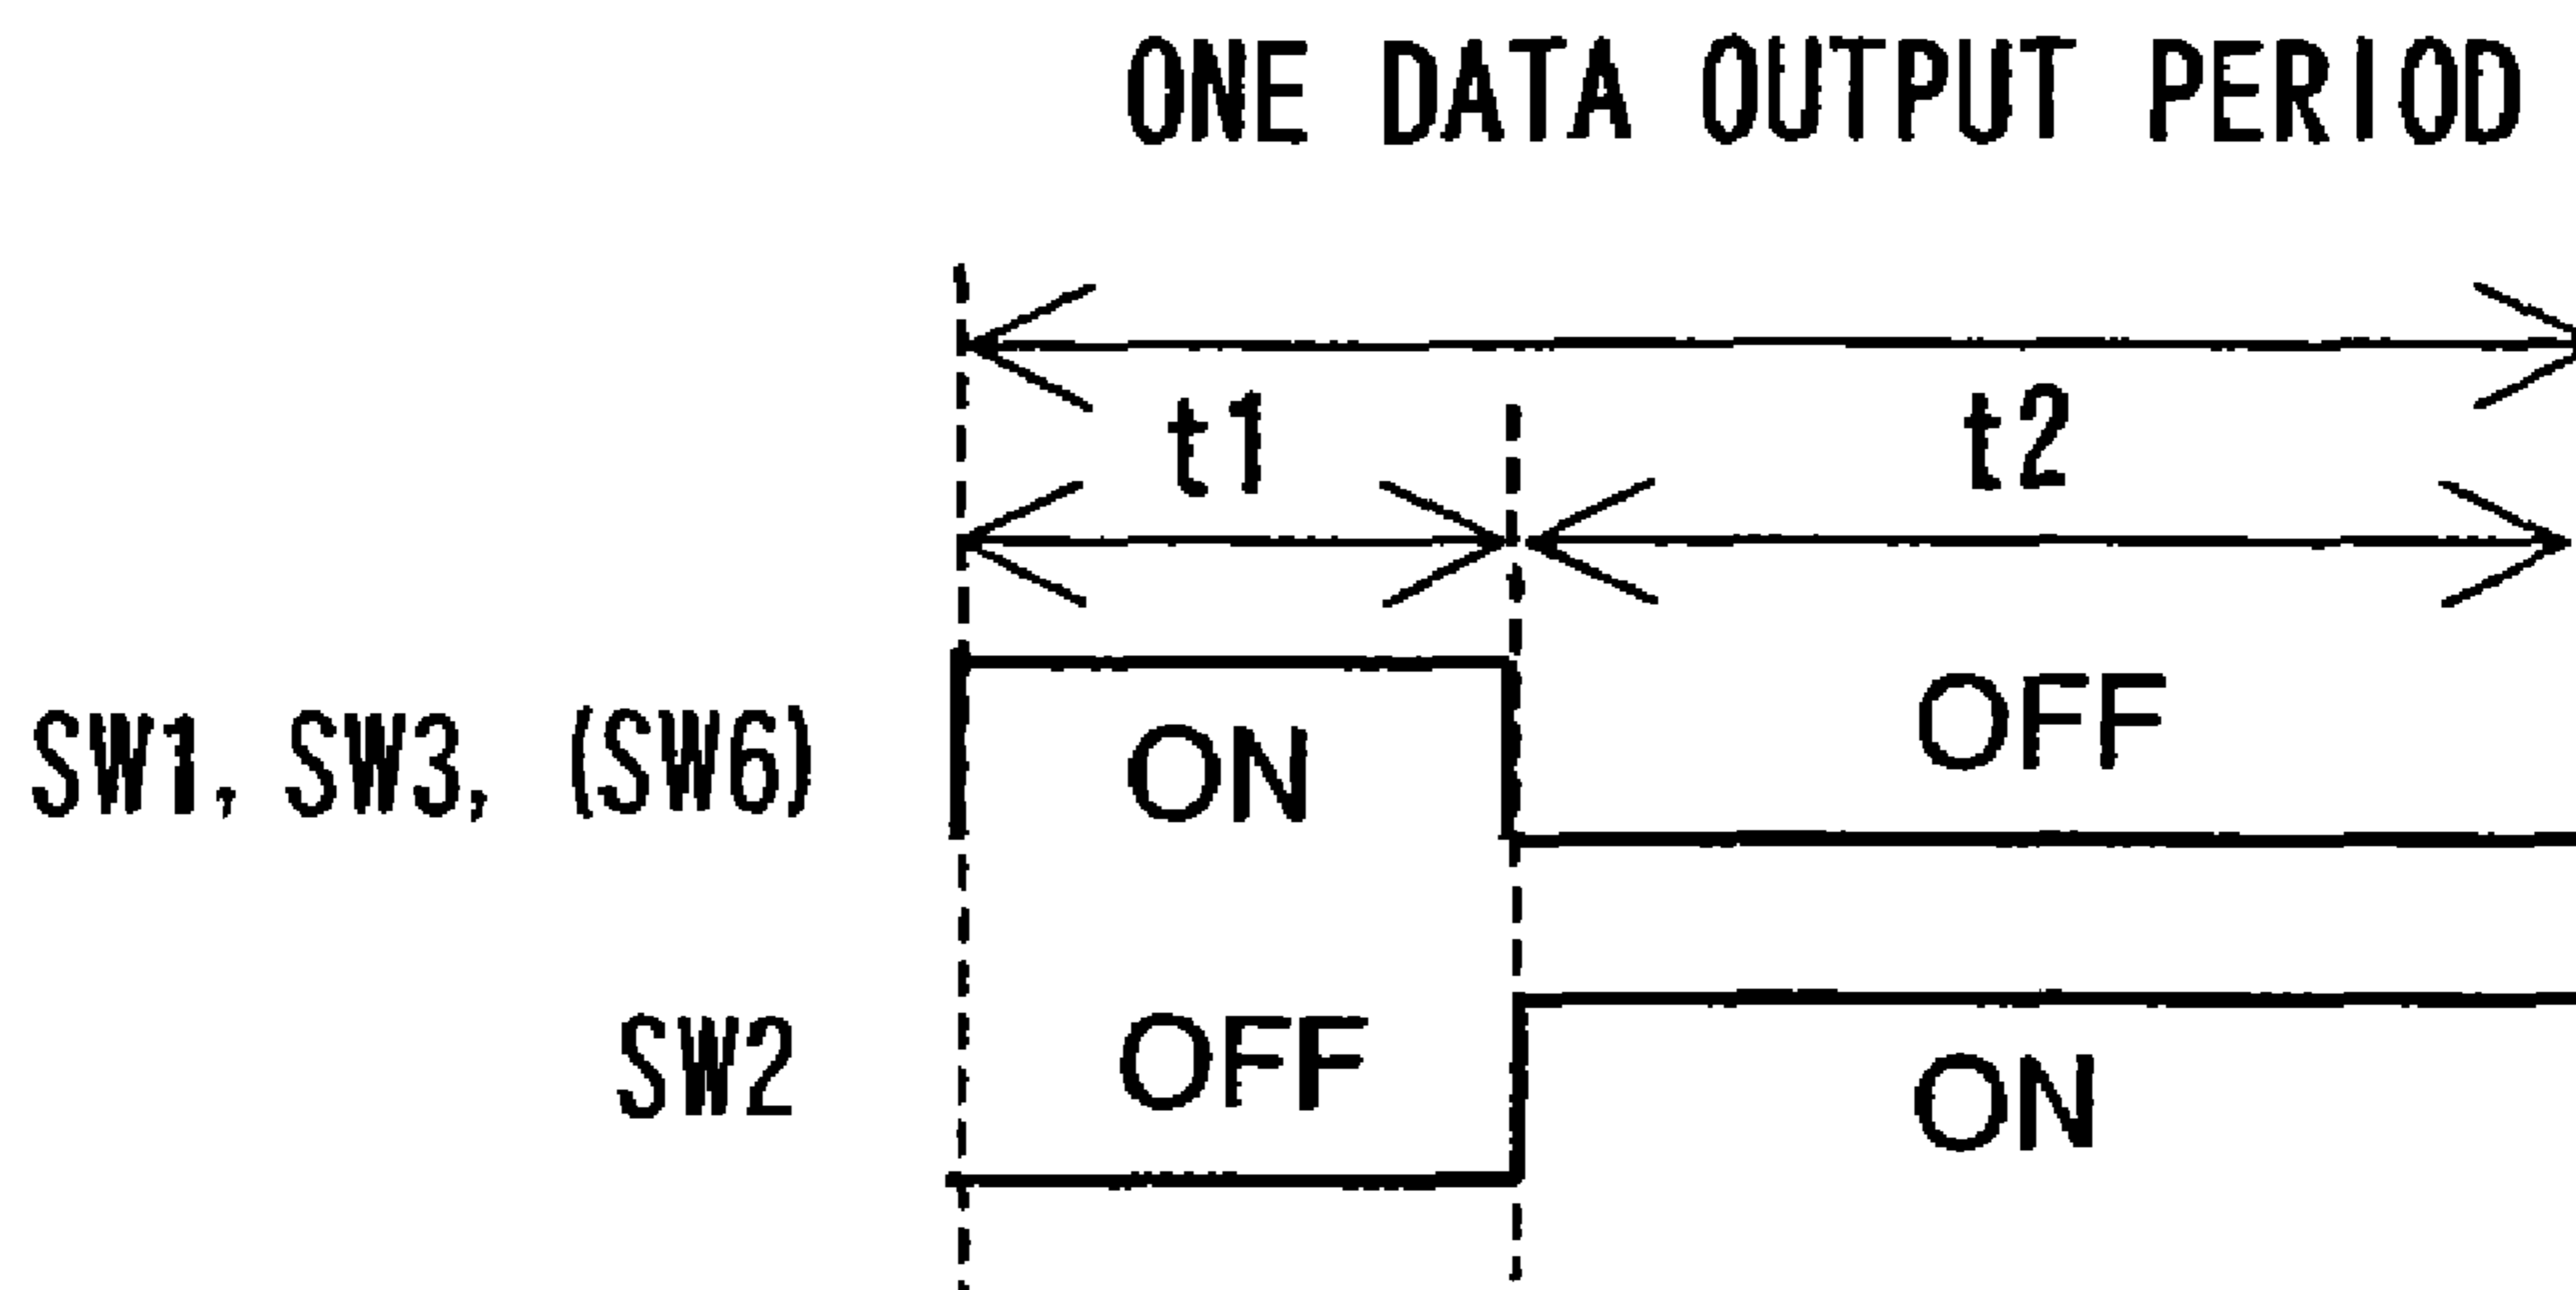 ONE DATA OUTPUT PERIOD
t1
t2
SW1, SW3, (SW6)
ON
OFF
SW2
OFF
ON